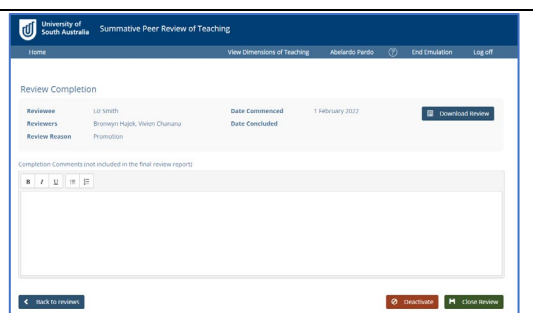 University of
South Australia
Summative Peer Review of Teaching
Home View Dimensions of Teaching Abelardo Pardo ? End Emulation Log off
Review Completion
Reviewee Liz Smith Date Commenced 1 February 2022 Download Review
Reviewers Bronwyn Hajek, Vivien Chanana Date Concluded
Review Reason Promotion
Completion Comments (not included in the final review report)
B I U
Back to reviews Deactivate Close Review